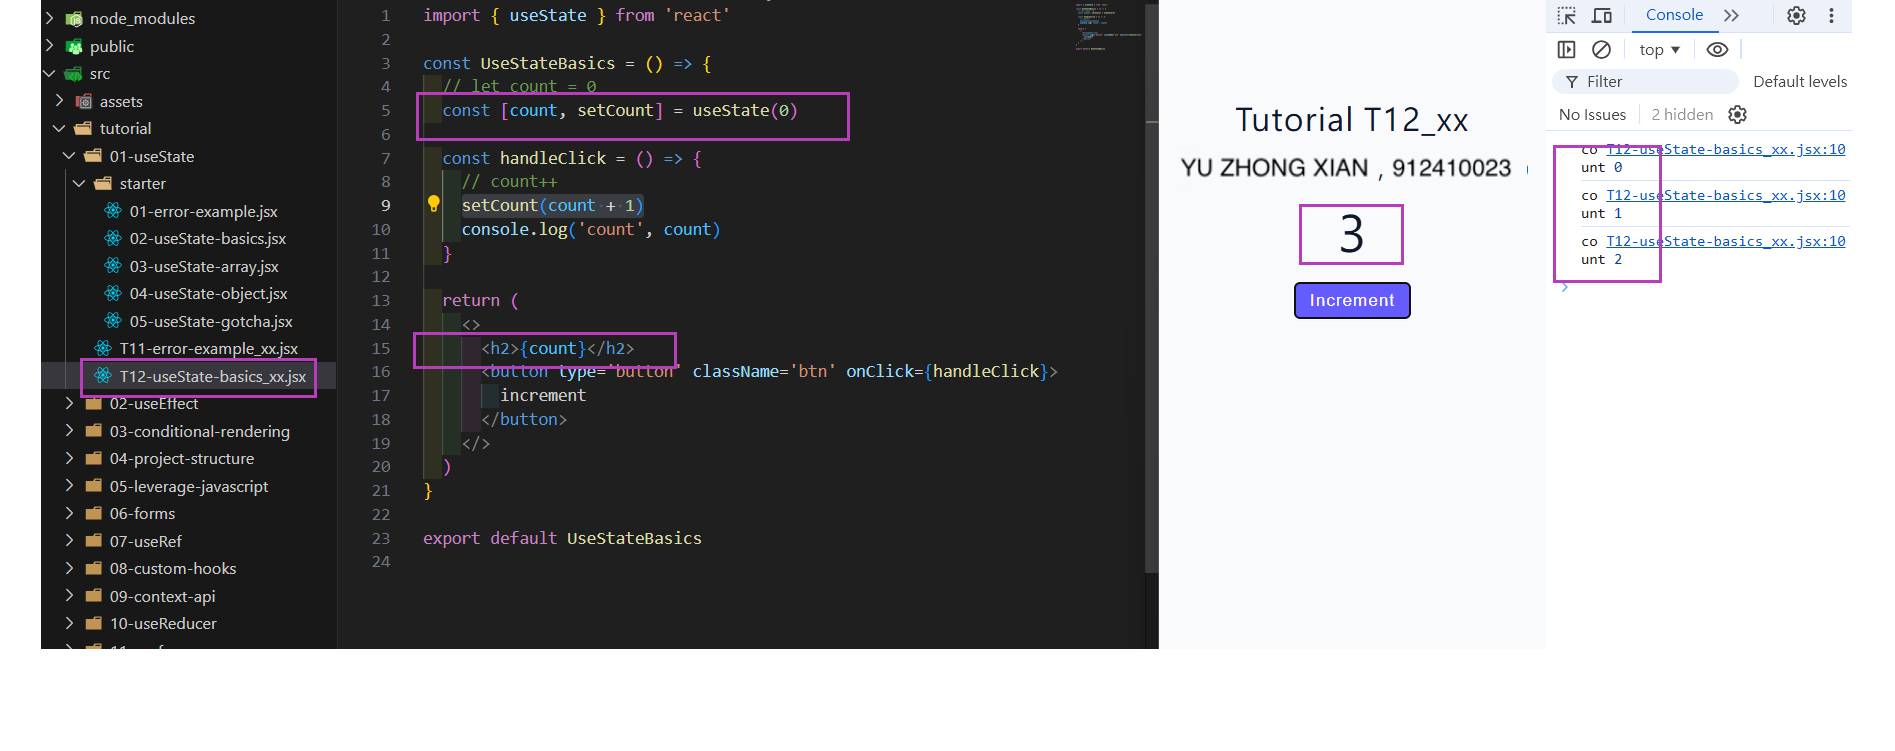 node_modules
public
src
assets
tutorial
01-useState
starter
01-error-example.jsx
02-useState-basics.jsx
03-useState-array.jsx
04-useState-object.jsx
05-useState-gotcha.jsx
T11-error-example_xx.jsx
T12-useState-basics_xx.jsx
02-useEffect
03-conditional-rendering
04-project-structure
05-leverage-javascript
06-forms
07-useRef
08-custom-hooks
09-context-api
10-useReducer
1 import { useState } from 'react'
2
3 const UseStateBasics = () => {
4 // let count = 0
5 const [count, setCount] = useState(0)
6
7 const handleClick = () => {
8 // count++
9 setCount(count + 1)
10 console.log('count', count)
11 }
12
13 return (
14 <>
15 <h2>{count}</h2>
16 <button type='button' className='btn' onClick={handleClick}>
17 increment
18 </button>
19 </>
20 )
21 }
22
23 export default UseStateBasics
24
Tutorial T12_xx
YU ZHONG XIAN , 912410023
3
Increment
Console
top
Filter
Default levels
No Issues 2 hidden
co T12-useState-basics_xx.jsx:10
unt 0
co T12-useState-basics_xx.jsx:10
unt 1
co T12-useState-basics_xx.jsx:10
unt 2